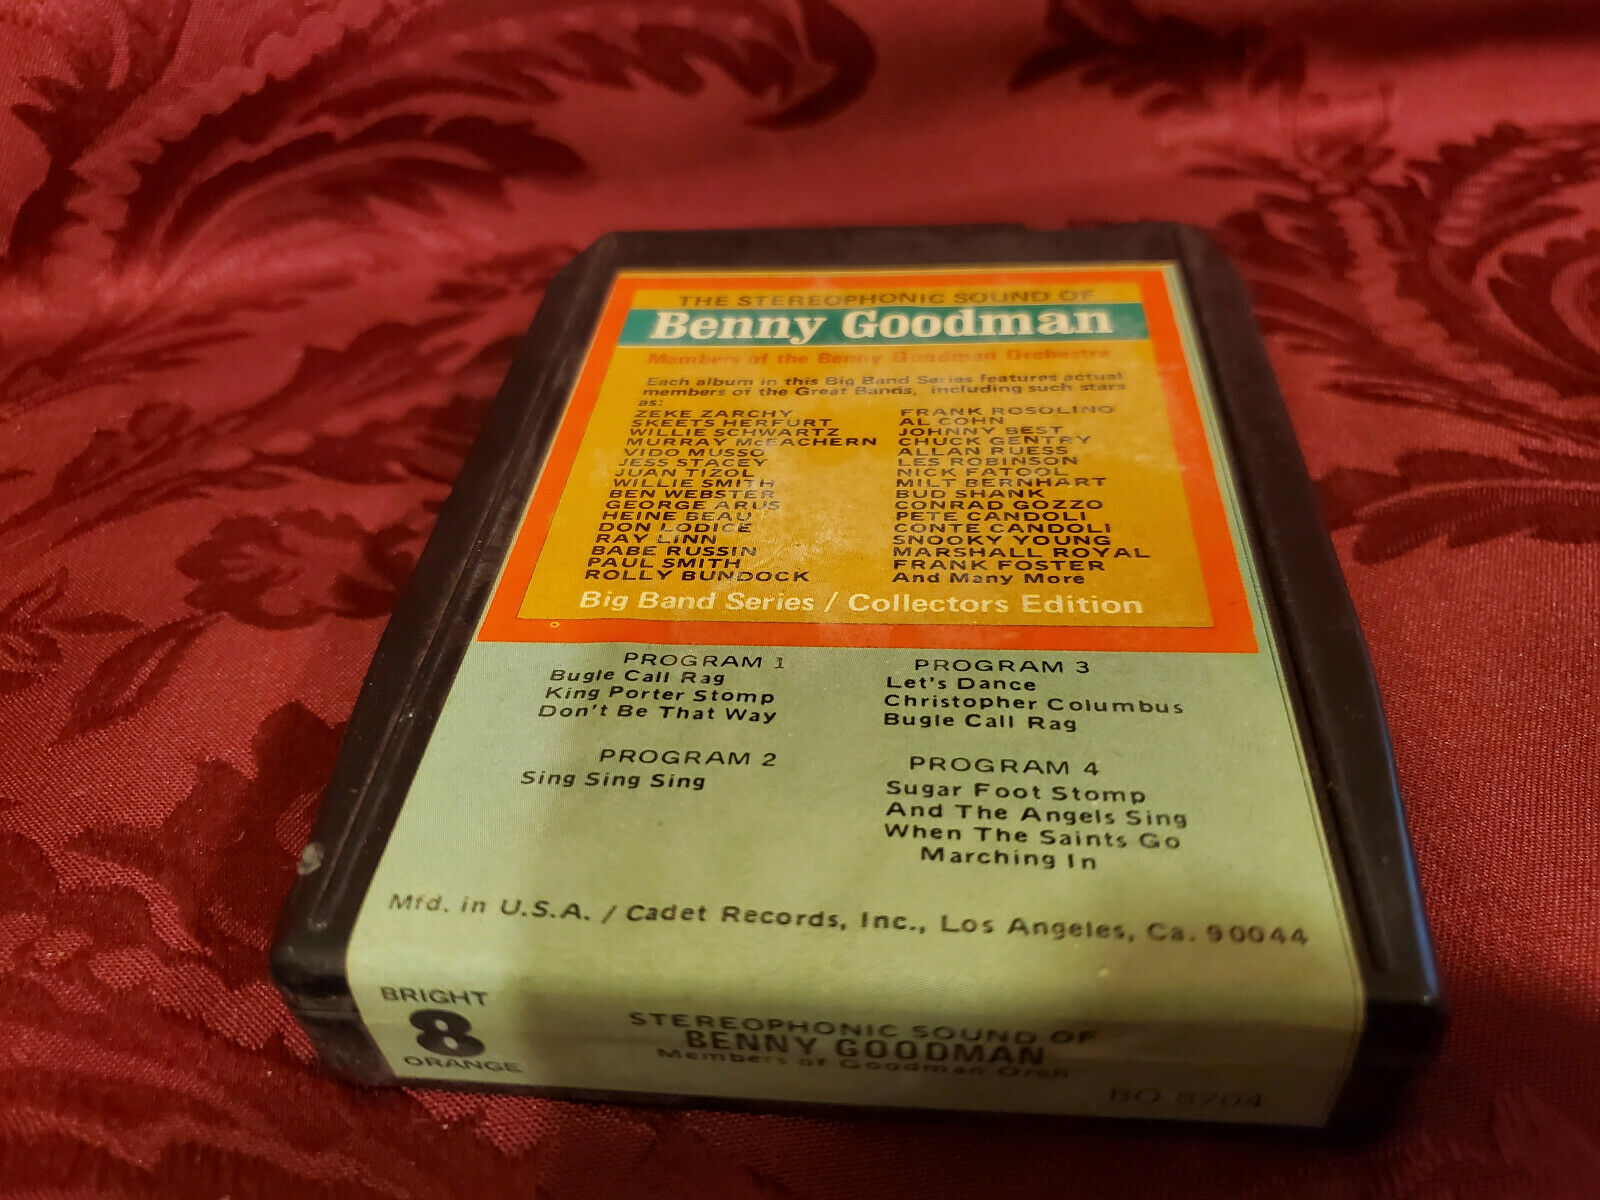 THE STEREOPHONIC SOUND OF
Benny Goodman
Members of the Benny Goodman Orchestra
Each album in this Big Band Series features actual
members of the Great Bands, including such stars
as:
ZEKE ZARCHY
SKEETS HERFURT
WILLIE SCHWARTZ
MURRAY McEACHERN
VIDO MUSSO
JESS STACEY
JUAN TIZOL
WILLIE SMITH
BEN WEBSTER
GEORGE ARUS
HEINE BEAU
DON LODICE
RAY LINN
BABE RUSSIN
PAUL SMITH
ROLLY BUNDOCK
FRANK ROSOLINO
AL COHN
JOHNNY BEST
CHUCK GENTRY
ALLAN RUESS
LES ROBINSON
NICK FATOOL
MILT BERNHART
BUD SHANK
CONRAD GOZZO
PETE CANDOLI
CONTE CANDOLI
SNOOKY YOUNG
MARSHALL ROYAL
FRANK FOSTER
And Many More
Big Band Series / Collectors Edition
PROGRAM 1
Bugle Call Rag
King Porter Stomp
Don't Be That Way
PROGRAM 2
Sing Sing Sing
PROGRAM 3
Let's Dance
Christopher Columbus
Bugle Call Rag
PROGRAM 4
Sugar Foot Stomp
And The Angels Sing
When The Saints Go
Marching In
Mfd. in U.S.A. / Cadet Records, Inc., Los Angeles, Ca. 90044
BRIGHT
8
ORANGE
STEREOPHONIC SOUND OF
BENNY GOODMAN
Members of Goodman Orch
BO 8704